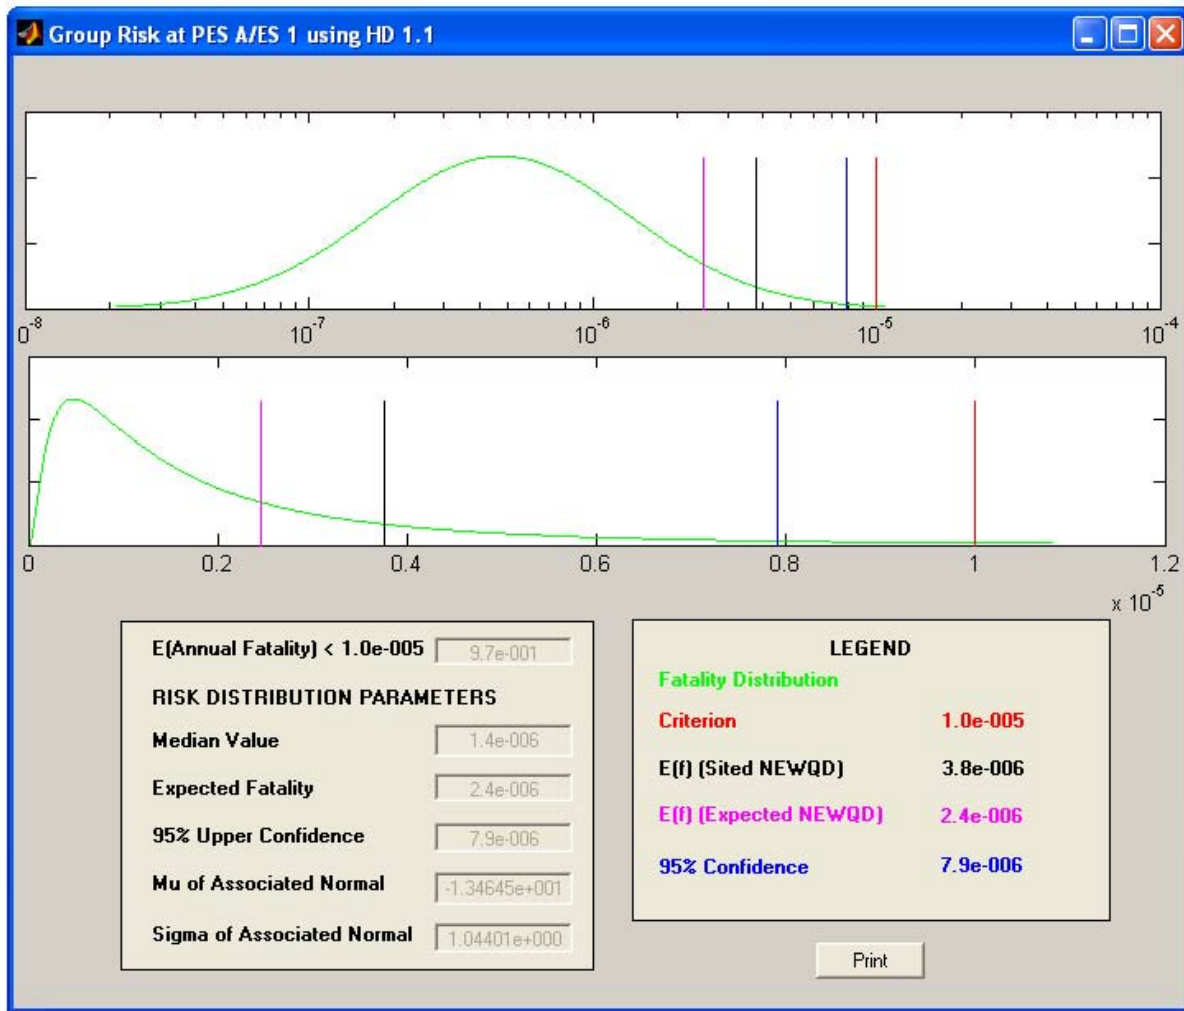 Group Risk at PES A/ES 1 using HD 1.1
0-8 10-7 10-6 10-5 10-4
0 0.2 0.4 0.6 0.8 1 1.2
x 10-5
E(Annual Fatality) < 1.0e-005 9.7e-001
RISK DISTRIBUTION PARAMETERS
Median Value 1.4e-006
Expected Fatality 2.4e-006
95% Upper Confidence 7.9e-006
Mu of Associated Normal -1.34645e+001
Sigma of Associated Normal 1.04401e+000
LEGEND
Fatality Distribution
Criterion 1.0e-005
E(f) (Sited NEWQD) 3.8e-006
E(f) (Expected NEWQD) 2.4e-006
95% Confidence 7.9e-006
Print